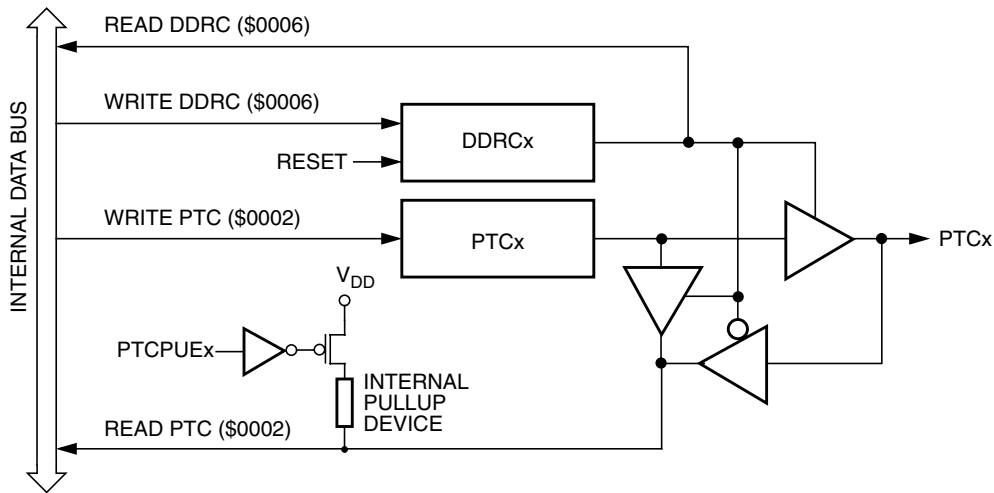 READ DDRC ($0006)
WRITE DDRC ($0006)
RESET
DDRCx
WRITE PTC ($0002)
PTCx
PTCx
INTERNAL DATA BUS
VDD
PTCPUEx
INTERNAL
PULLUP
DEVICE
READ PTC ($0002)